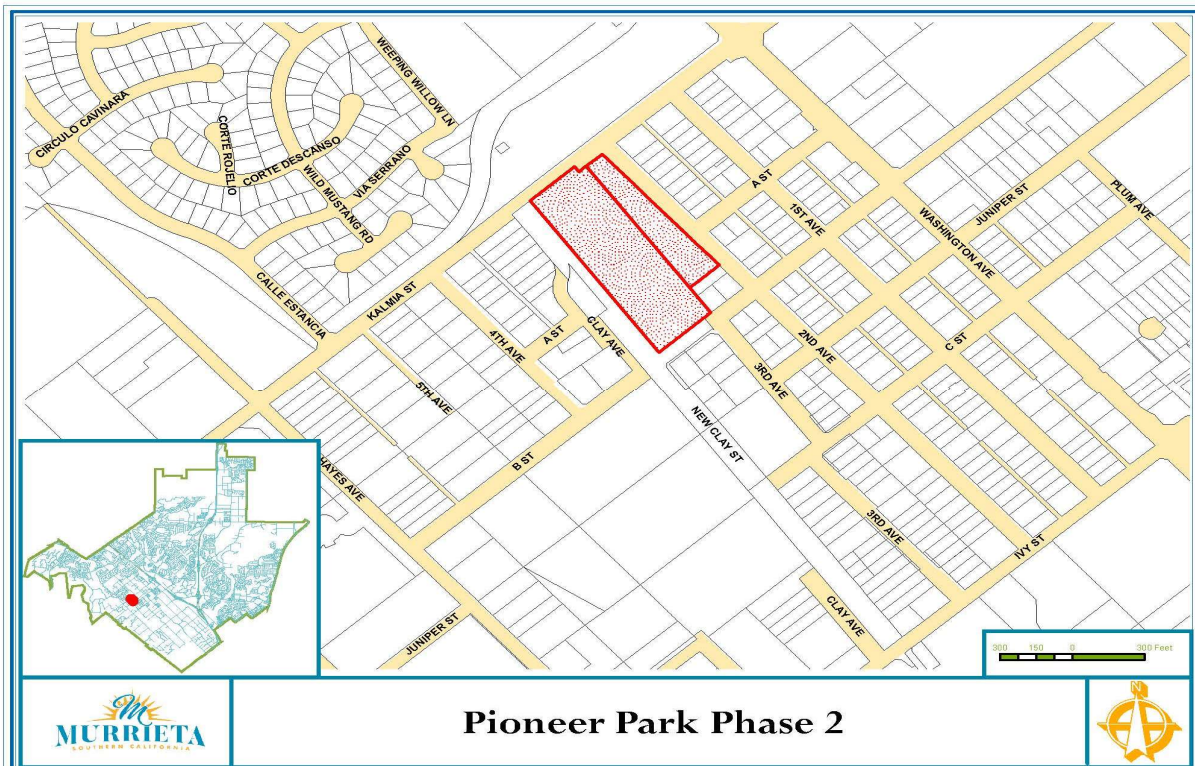 WEEPING WILLOW LN
CIRCULO CAVINARA
CORTE ROJELIO
CORTE DESCANSO
VIA SERRANO
WILD MUSTANG RD
A ST
1ST AVE
WASHINGTON AVE
JUNIPER ST
PLUM AVE
CALLE ESTANCIA
KALMIA ST
4TH AVE
A ST
CLAY AVE
2ND AVE
C ST
3RD AVE
5TH AVE
NEW CLAY ST
B ST
HAYES AVE
3RD AVE
IVY ST
CLAY AVE
JUNIPER ST
300 150 0 300 Feet
M
MURRIETA
SOUTHERN CALIFORNIA
Pioneer Park Phase 2
N